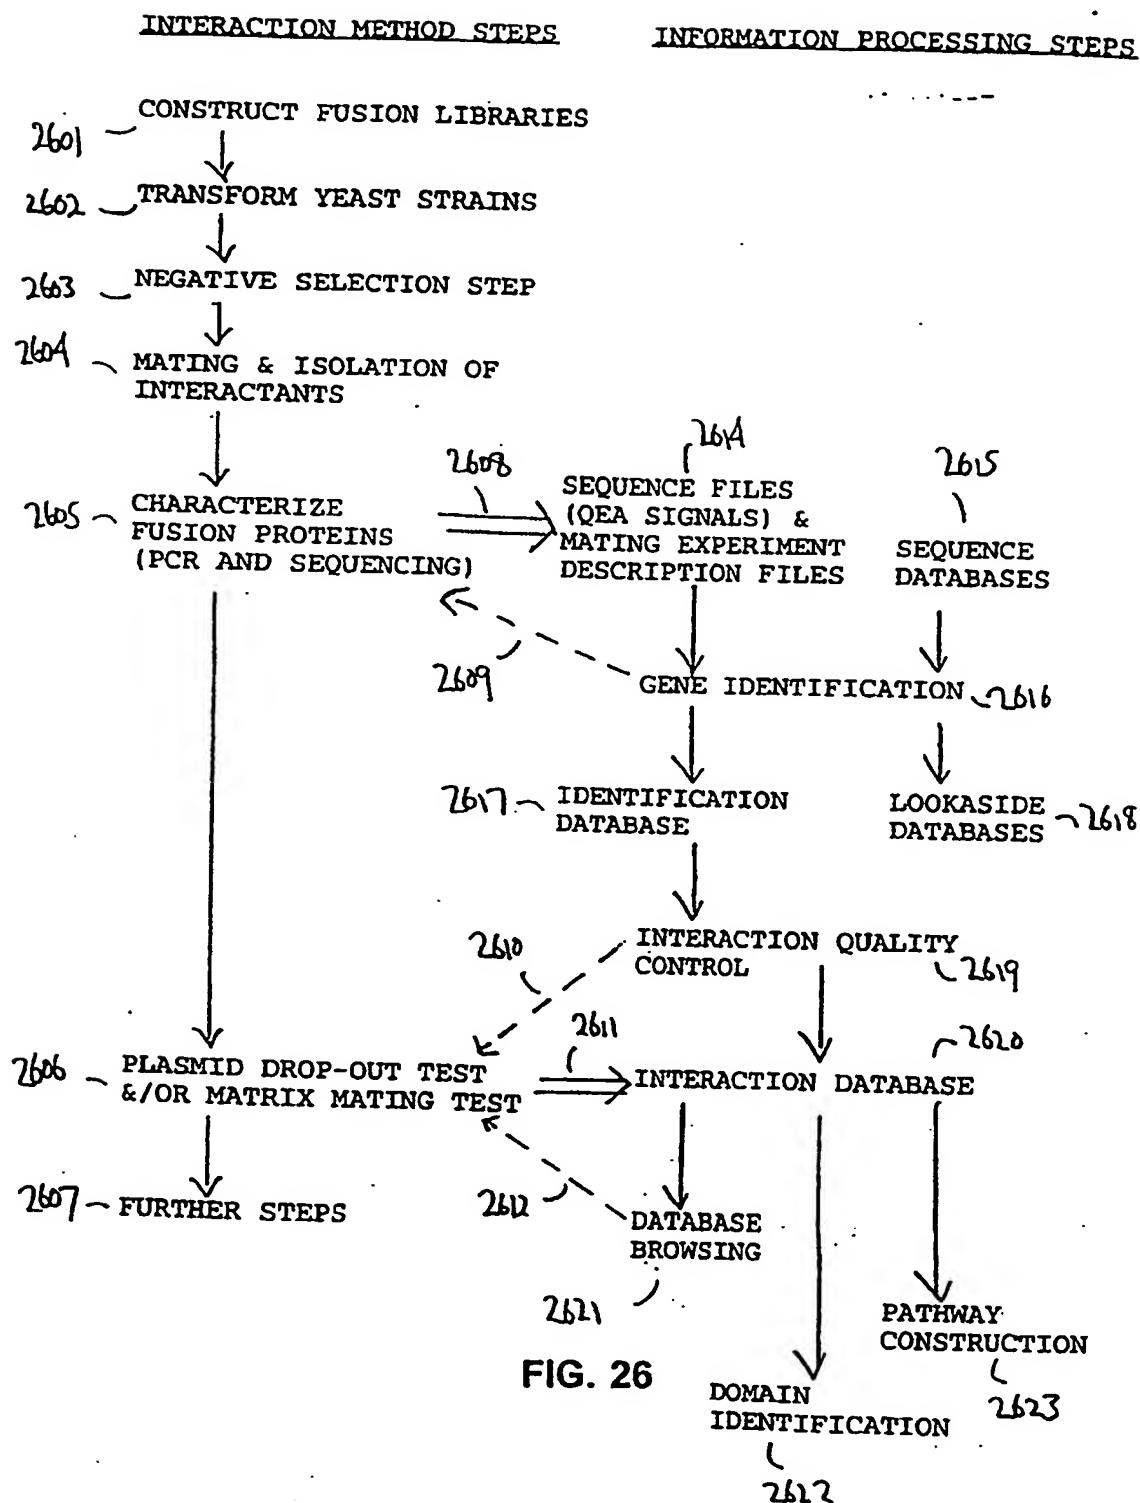 INTERACTION METHOD STEPS
INFORMATION PROCESSING STEPS
CONSTRUCT FUSION LIBRARIES
2601
TRANSFORM YEAST STRAINS
2602
NEGATIVE SELECTION STEP
2603
2604
MATING & ISOLATION OF
INTERACTANTS
2614
2608
2615
2605
CHARACTERIZE
FUSION PROTEINS
(PCR AND SEQUENCING)
SEQUENCE FILES
(QEA SIGNALS) &
MATING EXPERIMENT
DESCRIPTION FILES
SEQUENCE
DATABASES
2609
GENE IDENTIFICATION
2616
2617
IDENTIFICATION
DATABASE
LOOKASIDE
DATABASES
2618
2610
INTERACTION QUALITY
CONTROL
2619
2611
2620
2606
PLASMID DROP-OUT TEST
&/OR MATRIX MATING TEST
INTERACTION DATABASE
2607
FURTHER STEPS
2612
DATABASE
BROWSING
2621
PATHWAY
CONSTRUCTION
2623
FIG. 26
DOMAIN
IDENTIFICATION
2622